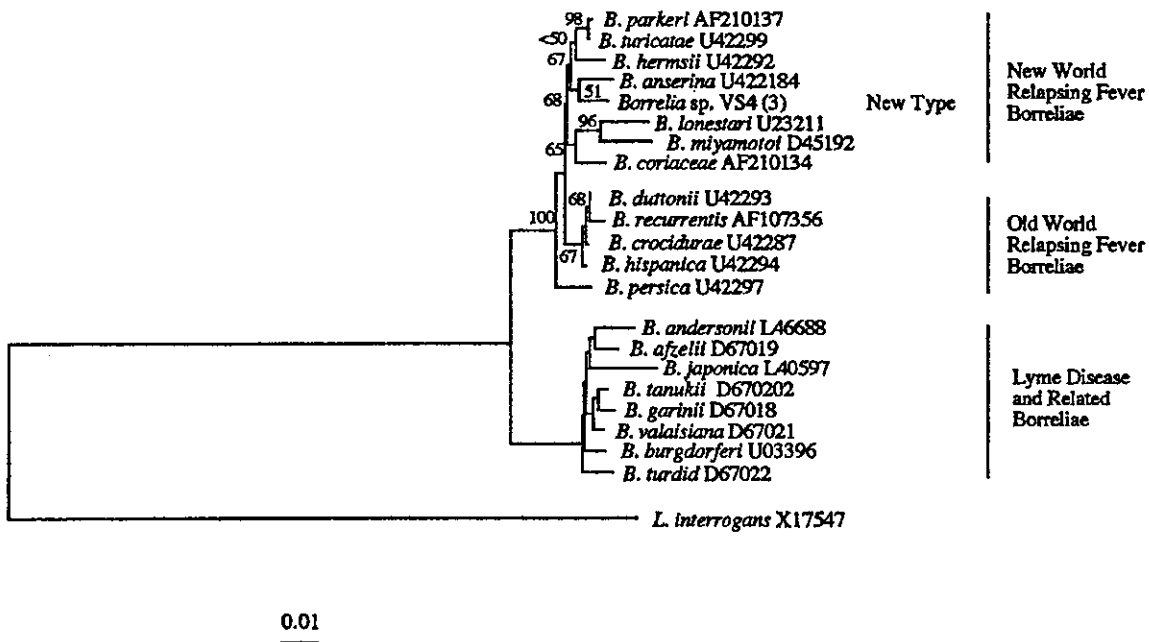 98
B. parkeri AF210137
<50
B. turicatae U42299
67
B. hermsii U42292
B. anserina U422184
51
68
Borrelia sp. VS4 (3)
New Type
96
B. lonestari U23211
B. miyamotoi D45192
65
B. coriaceae AF210134
New World
Relapsing Fever
Borreliae
68
B. duttonii U42293
100
B. recurrentis AF107356
B. crocidurae U42287
67
B. hispanica U42294
B. persica U42297
Old World
Relapsing Fever
Borreliae
B. andersonii L46688
B. afzelii D67019
B. japonica L40597
B. tanukii D670202
B. garinii D67018
B. valaisiana D67021
B. burgdorferi U03396
B. turdid D67022
Lyme Disease
and Related
Borreliae
L. interrogans X17547
0.01